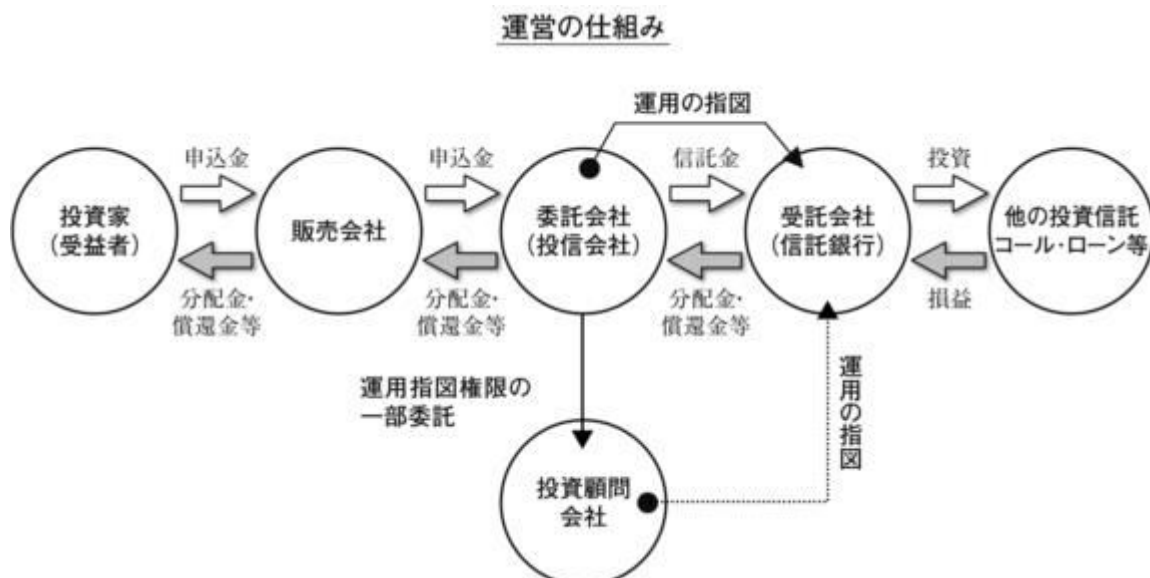 運営の仕組み
運用の指図
申込金
申込金
信託金
投資
投資家
(受益者)
販売会社
委託会社
(投信会社)
受託会社
(信託銀行)
他の投資信託
コール・ローン等
分配金・
償還金等
分配金・
償還金等
分配金・
償還金等
損益
運用指図権限の
一部委託
運用の指図
投資顧問
会社